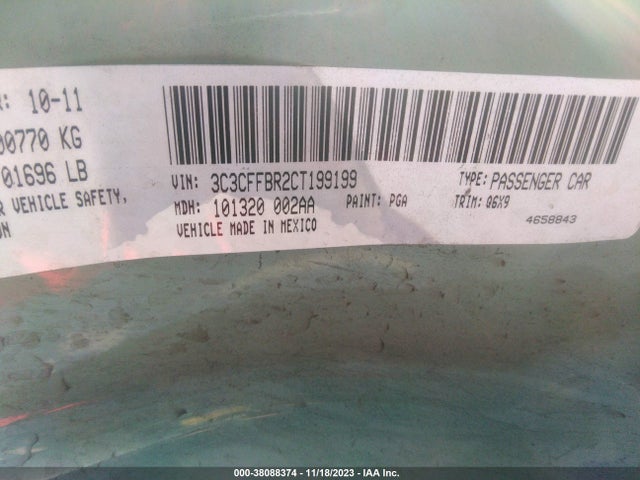 R: 10-11
00770 KG
01696 LB
R VEHICLE SAFETY,
ON
VIN: 3C3CFFBR2CT199199
TYPE: PASSENGER CAR
MDH: 101320 002AA
PAINT: PGA
TRIM: Q6X9
VEHICLE MADE IN MEXICO
4658843
000-38088374 - 11/18/2023 - IAA Inc.